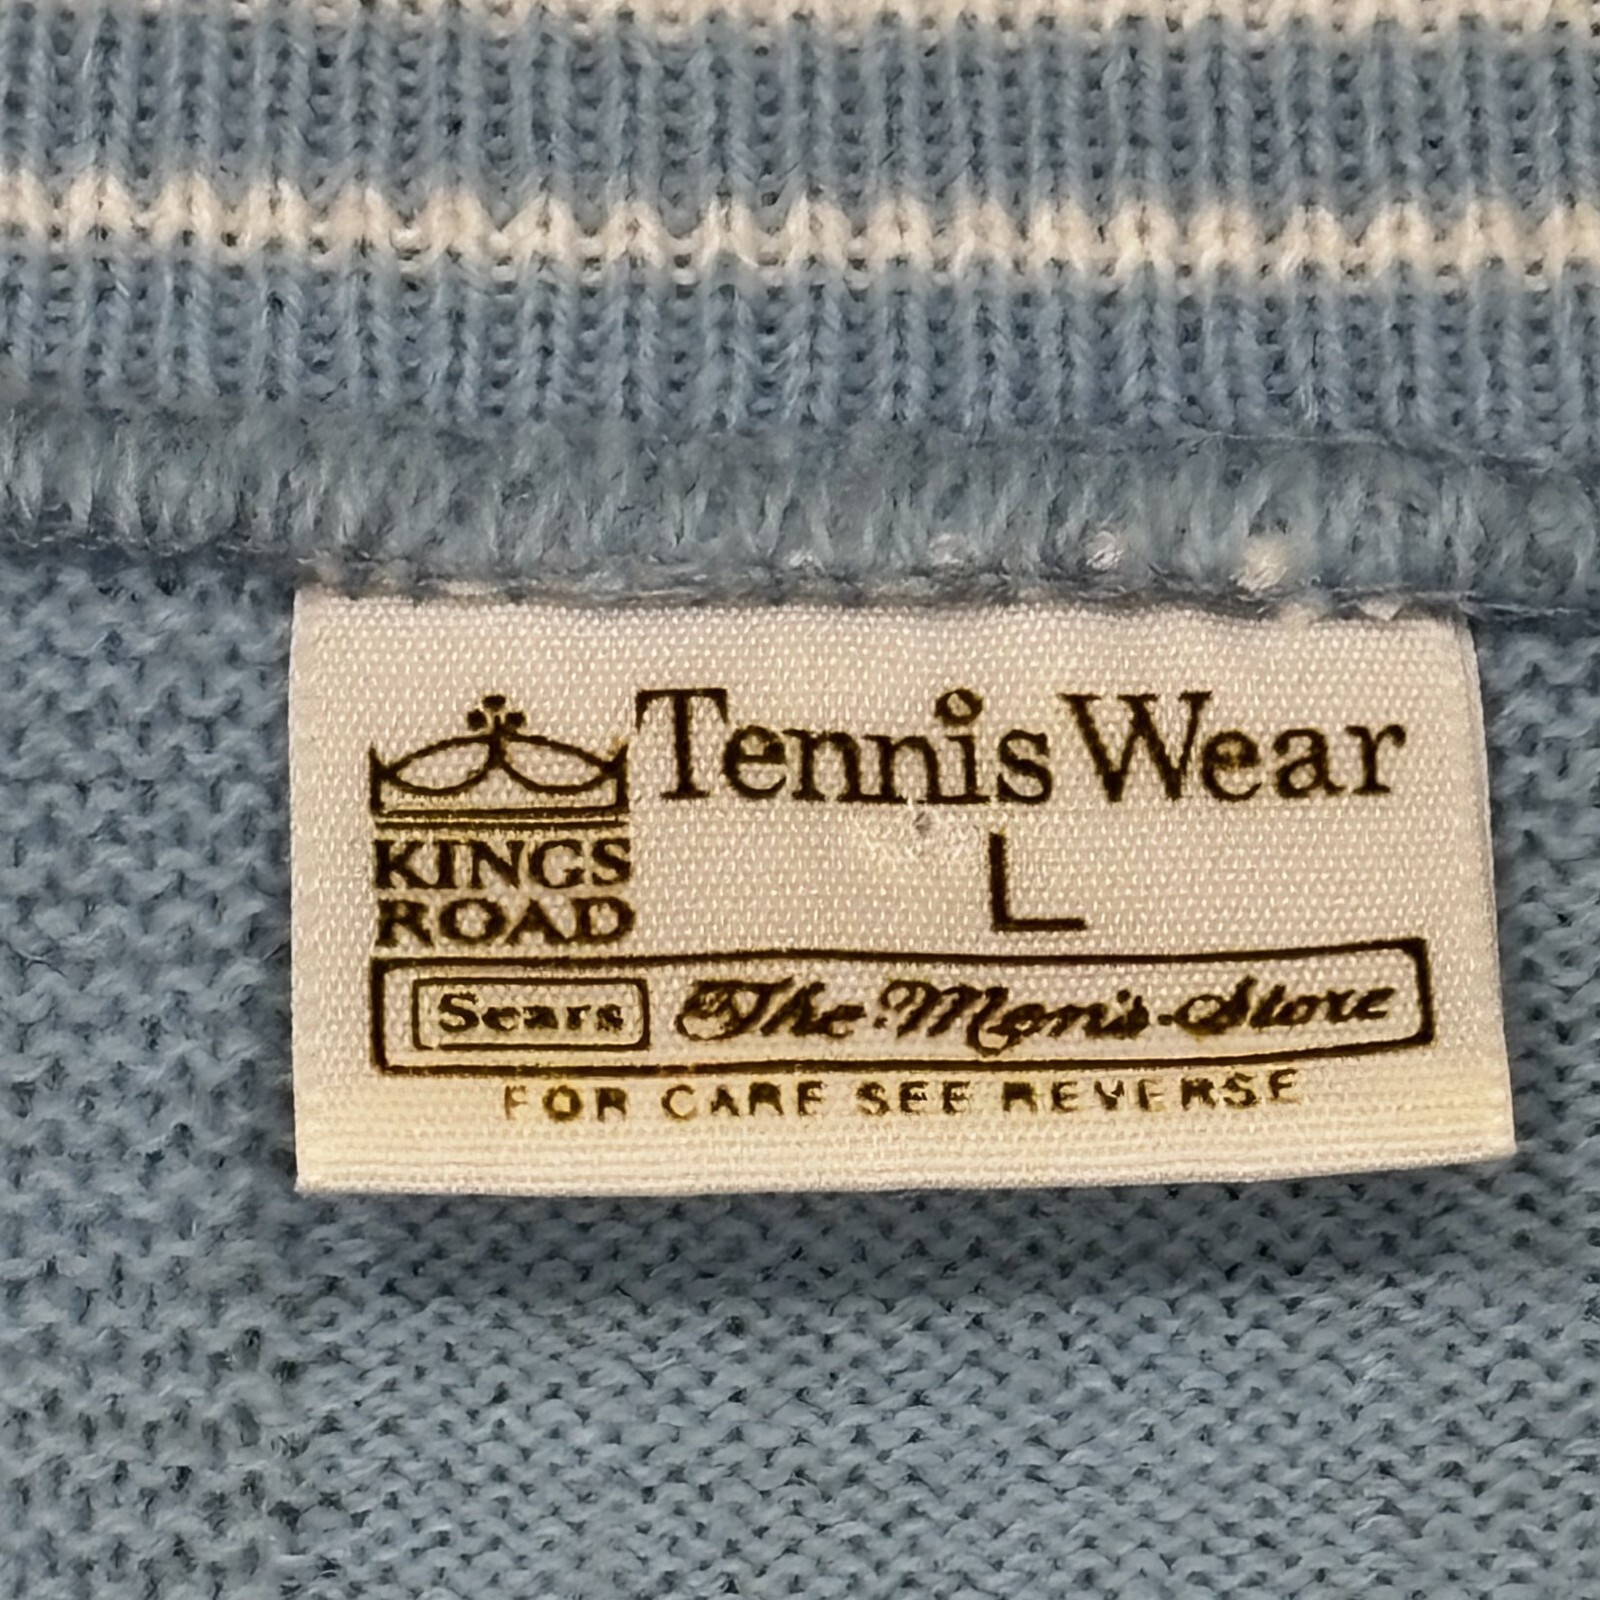 Tennis Wear
KINGS
ROAD
L
Sears The Men's Store
FOR CARE SEE REVERSE